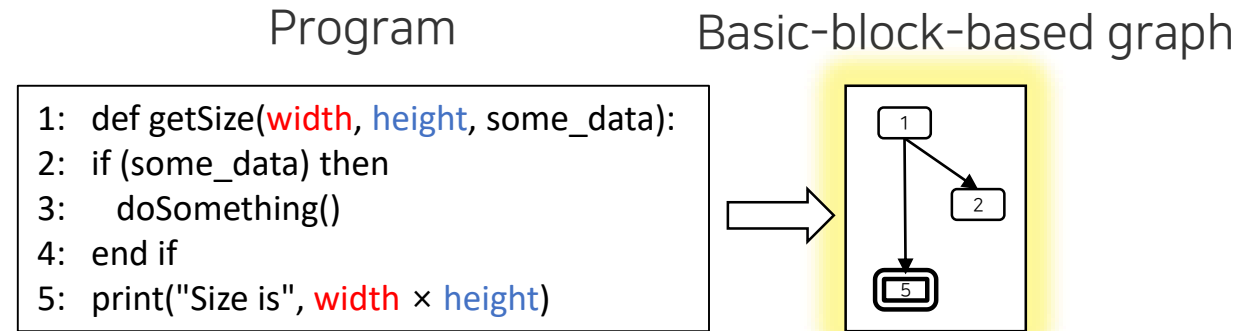 Program
Basic-block-based graph
1: def getSize(width, height, some_data):
2: if (some_data) then
3: doSomething()
4: end if
5: print("Size is", width × height)
1
2
5